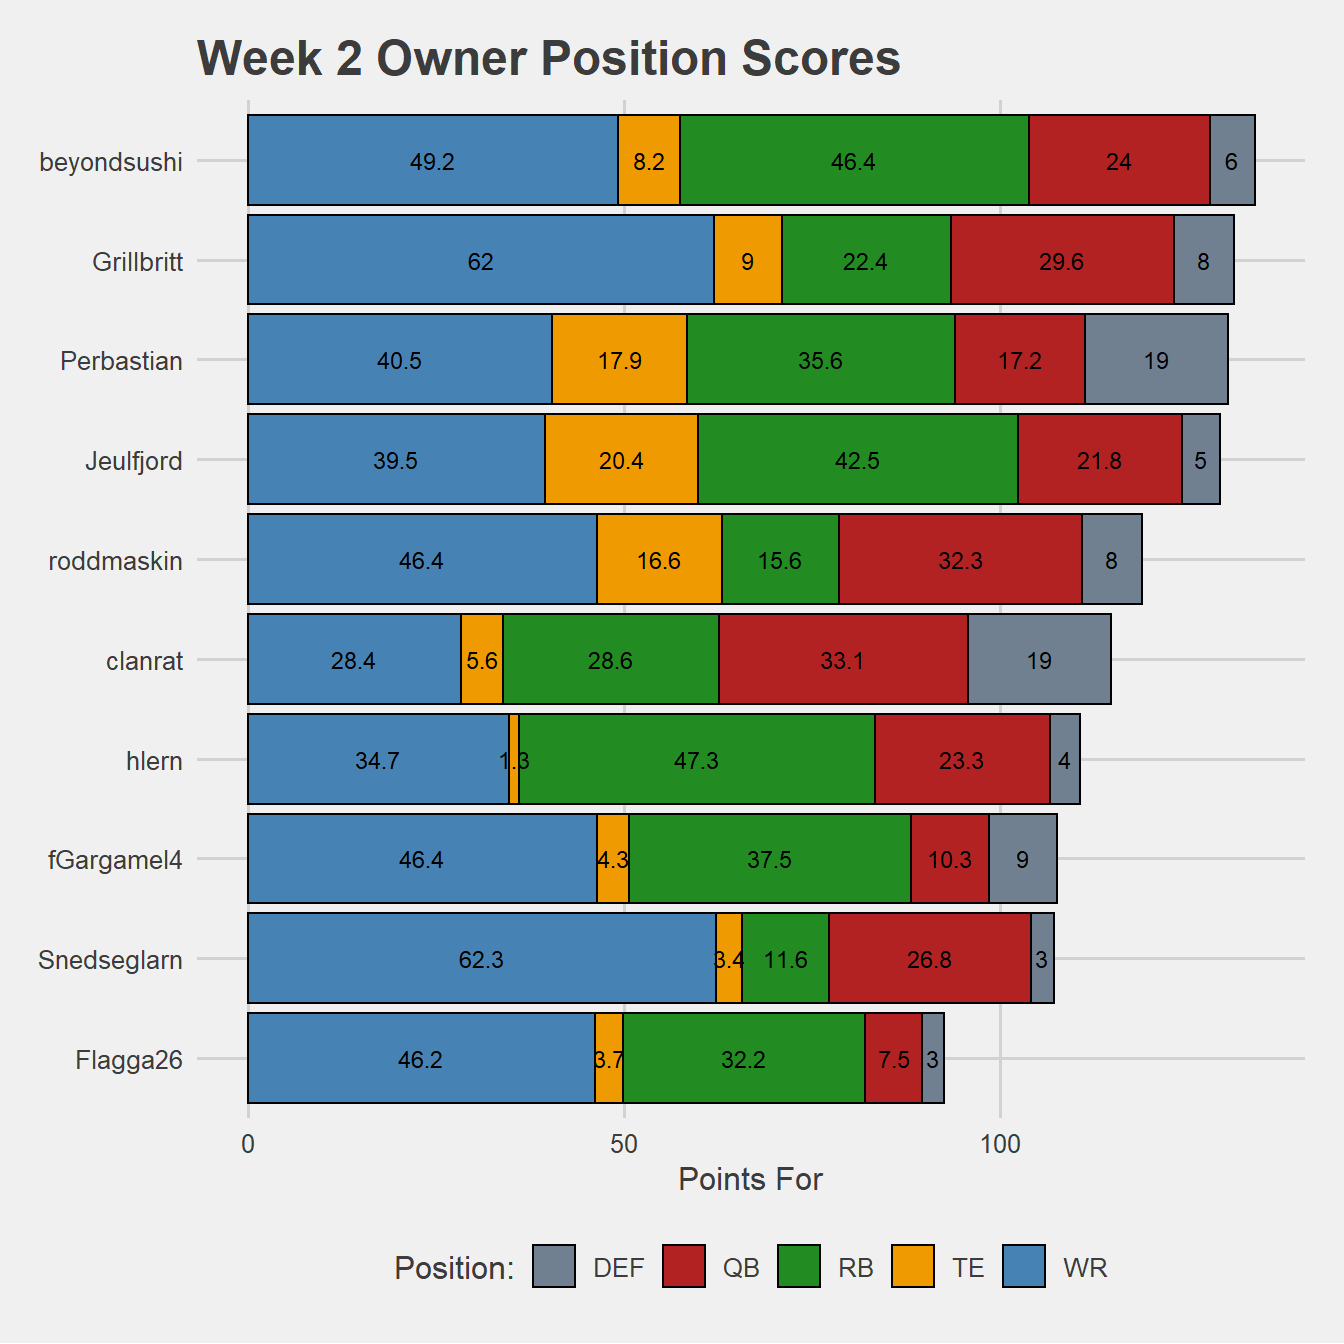 Week 2 Owner Position Scores
beyondsushi 49.2 8.2 46.4 24 6
Grillbritt 62 9 22.4 29.6 8
Perbastian 40.5 17.9 35.6 17.2 19
Jeulfjord 39.5 20.4 42.5 21.8 5
roddmaskin 46.4 16.6 15.6 32.3 8
clanrat 28.4 5.6 28.6 33.1 19
hlern 34.7 1.3 47.3 23.3 4
fGargamel4 46.4 4.3 37.5 10.3 9
Snedseglarn 62.3 3.4 11.6 26.8 3
Flagga26 46.2 3.7 32.2 7.5 3
0 50 100
Points For
Position: DEF QB RB TE WR